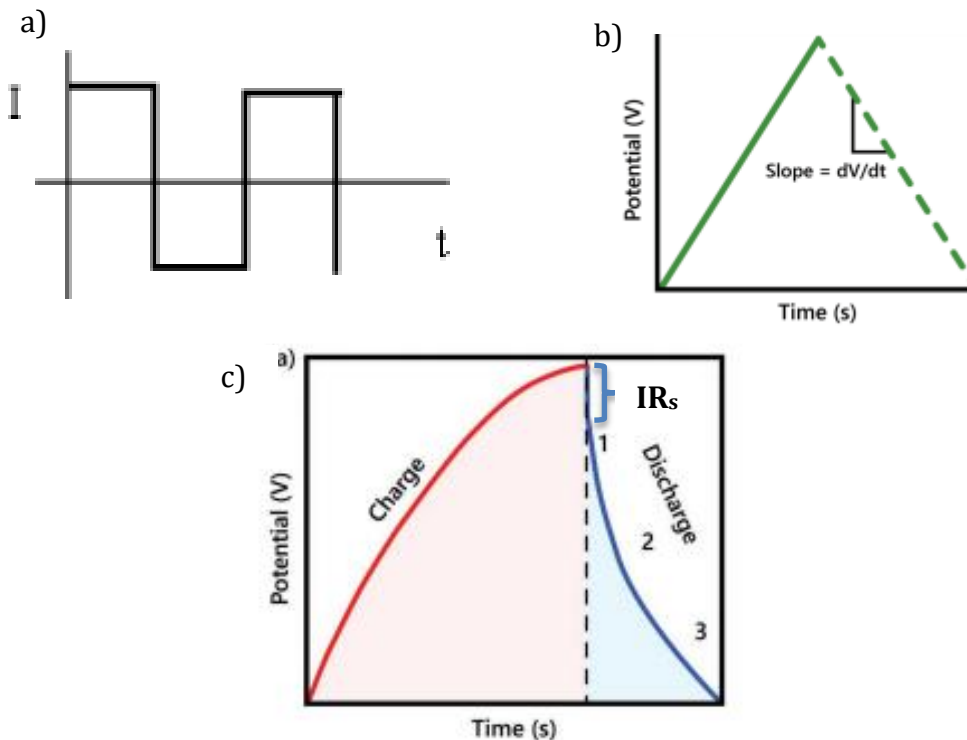 a)
I
t
b)
Potential (V)
Slope = dV/dt
Time (s)
c)
a)
IRs
1
Charge
Discharge
2
3
Potential (V)
Time (s)